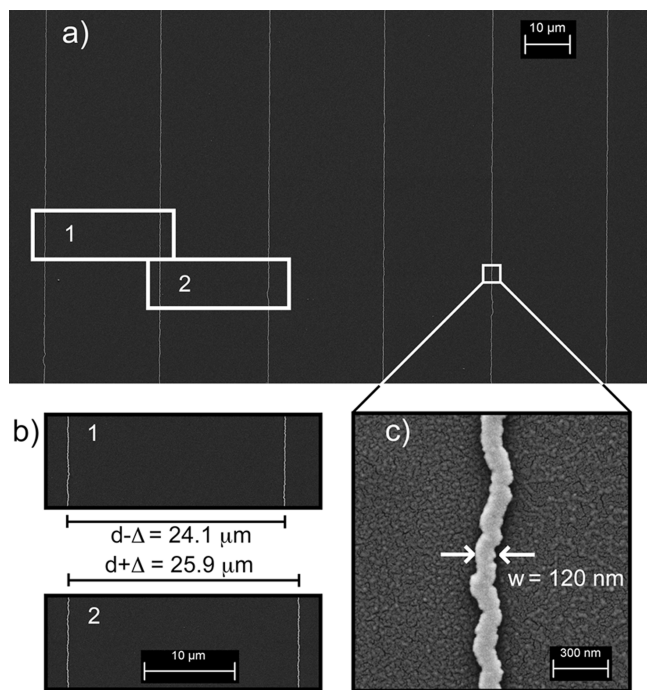 a)
10 µm
1
2
b)
1
d-Δ = 24.1 µm
d+Δ = 25.9 µm
2
10 µm
c)
w = 120 nm
300 nm